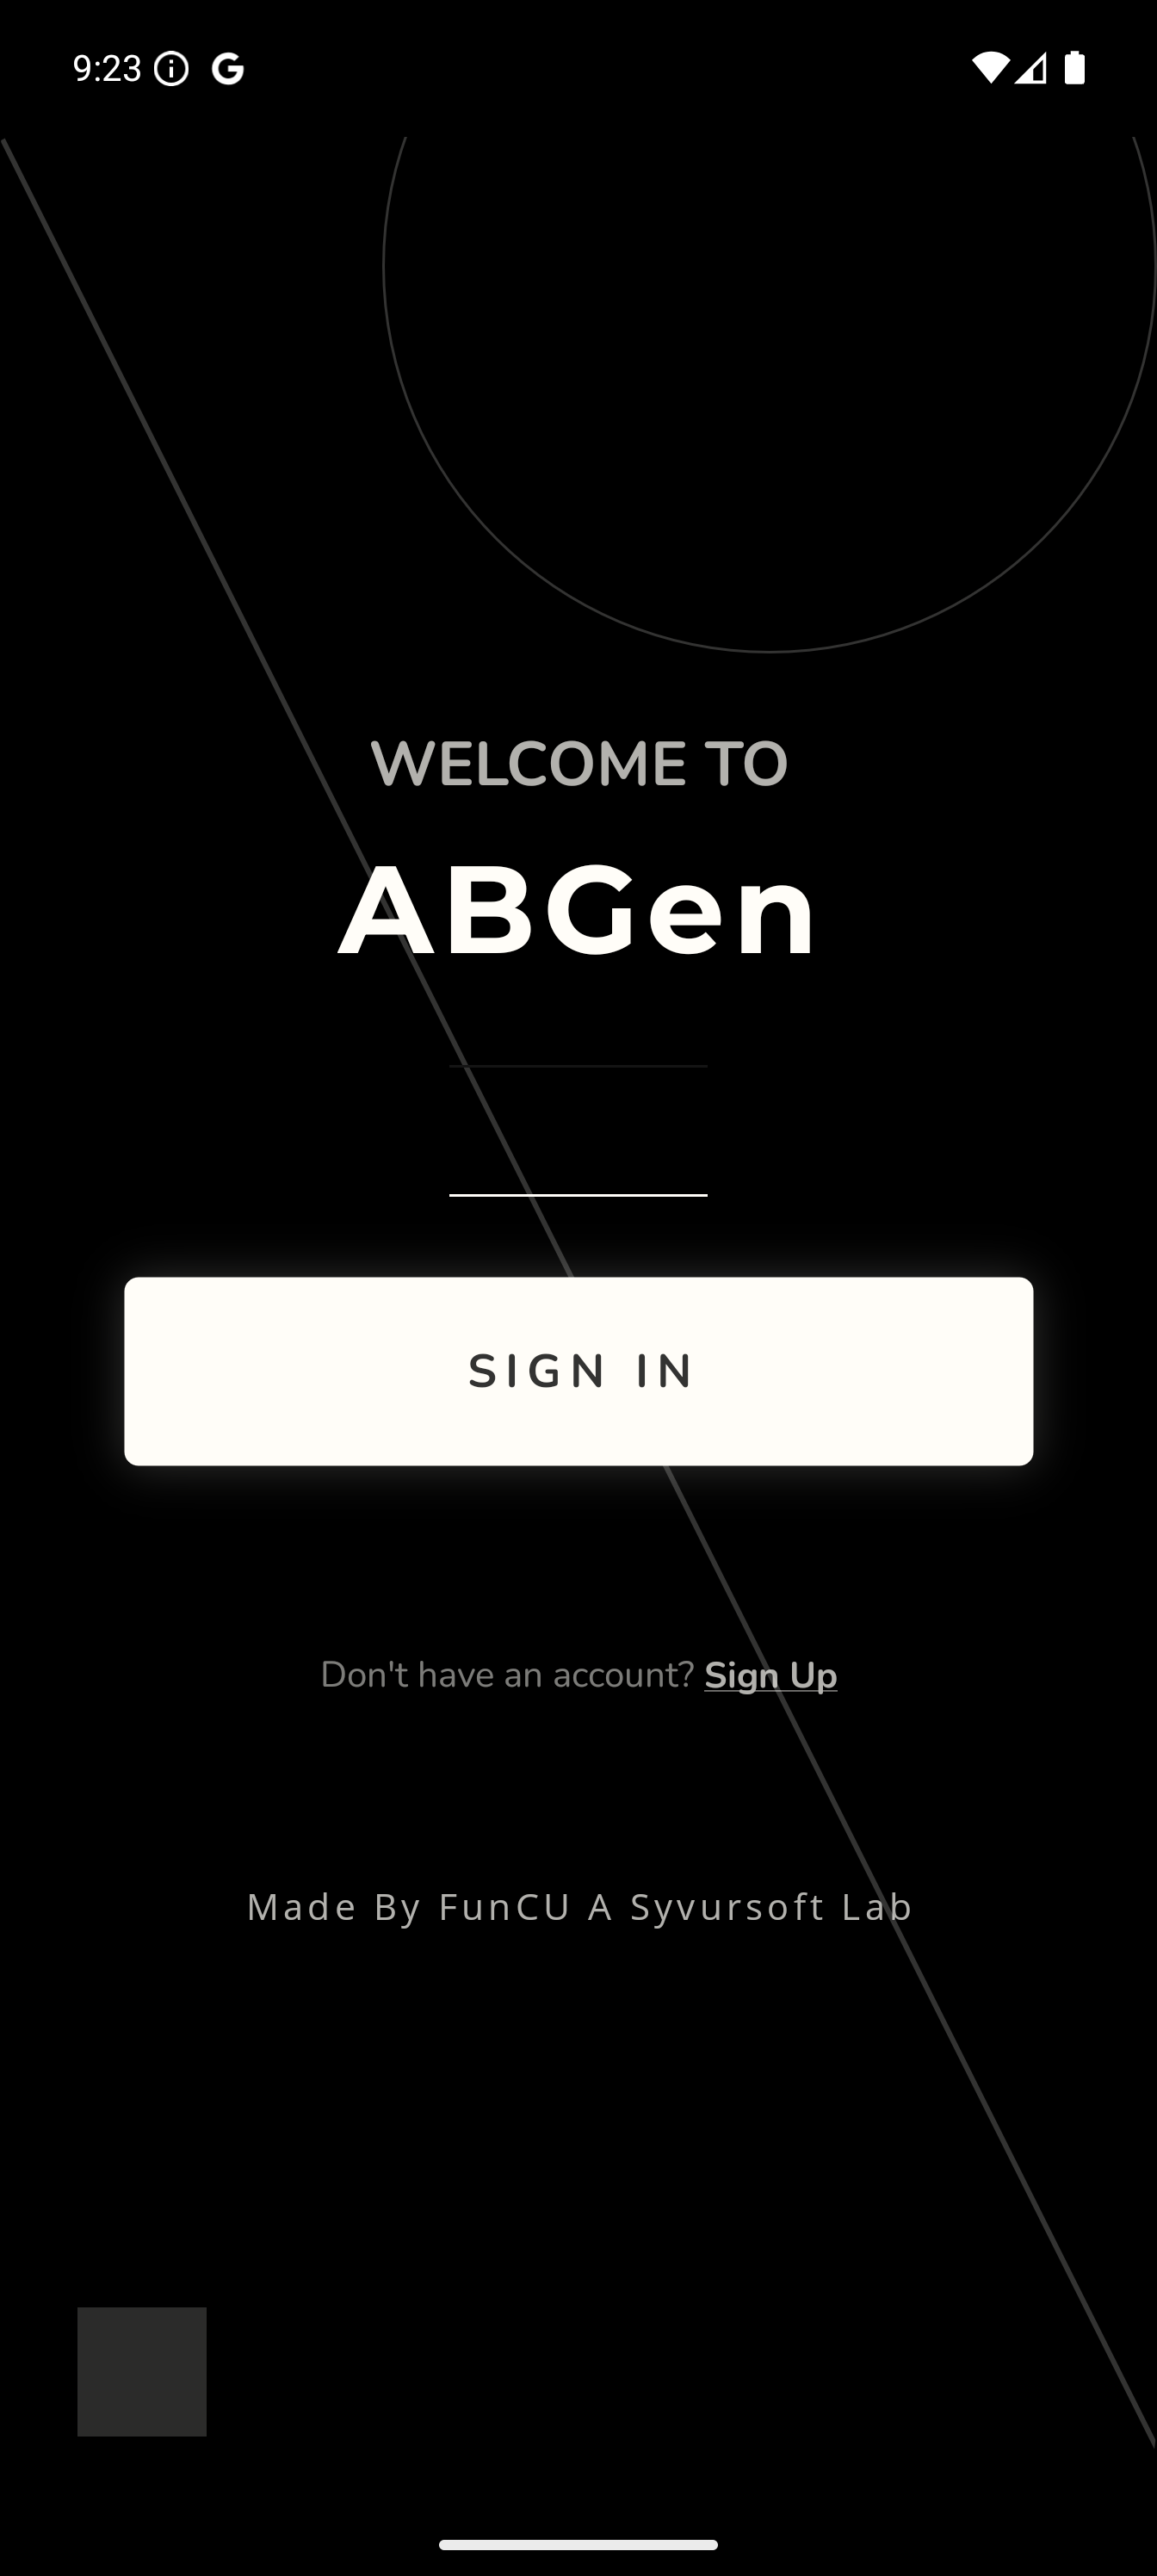 9:23
WELCOME TO
ABGen
SIGN IN
Don't have an account? Sign Up
Made By FunCU A Syvursoft Lab